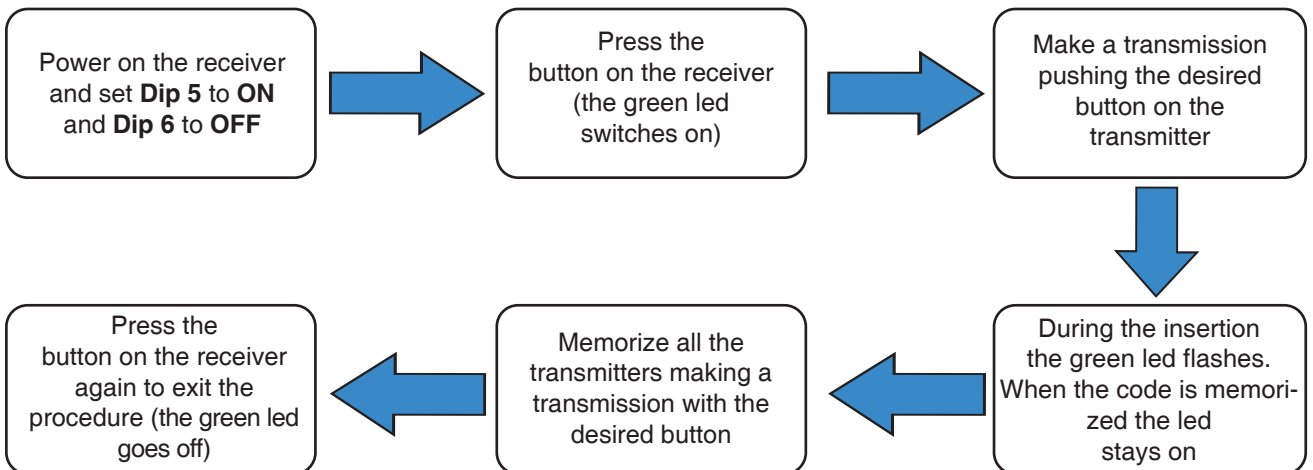 Power on the receiver
and set Dip 5 to ON
and Dip 6 to OFF
Press the
button on the receiver
(the green led
switches on)
Make a transmission
pushing the desired
button on the
transmitter
During the insertion
the green led flashes.
When the code is memori-
zed the led
stays on
Memorize all the
transmitters making a
transmission with the
desired button
Press the
button on the receiver
again to exit the
procedure (the green led
goes off)